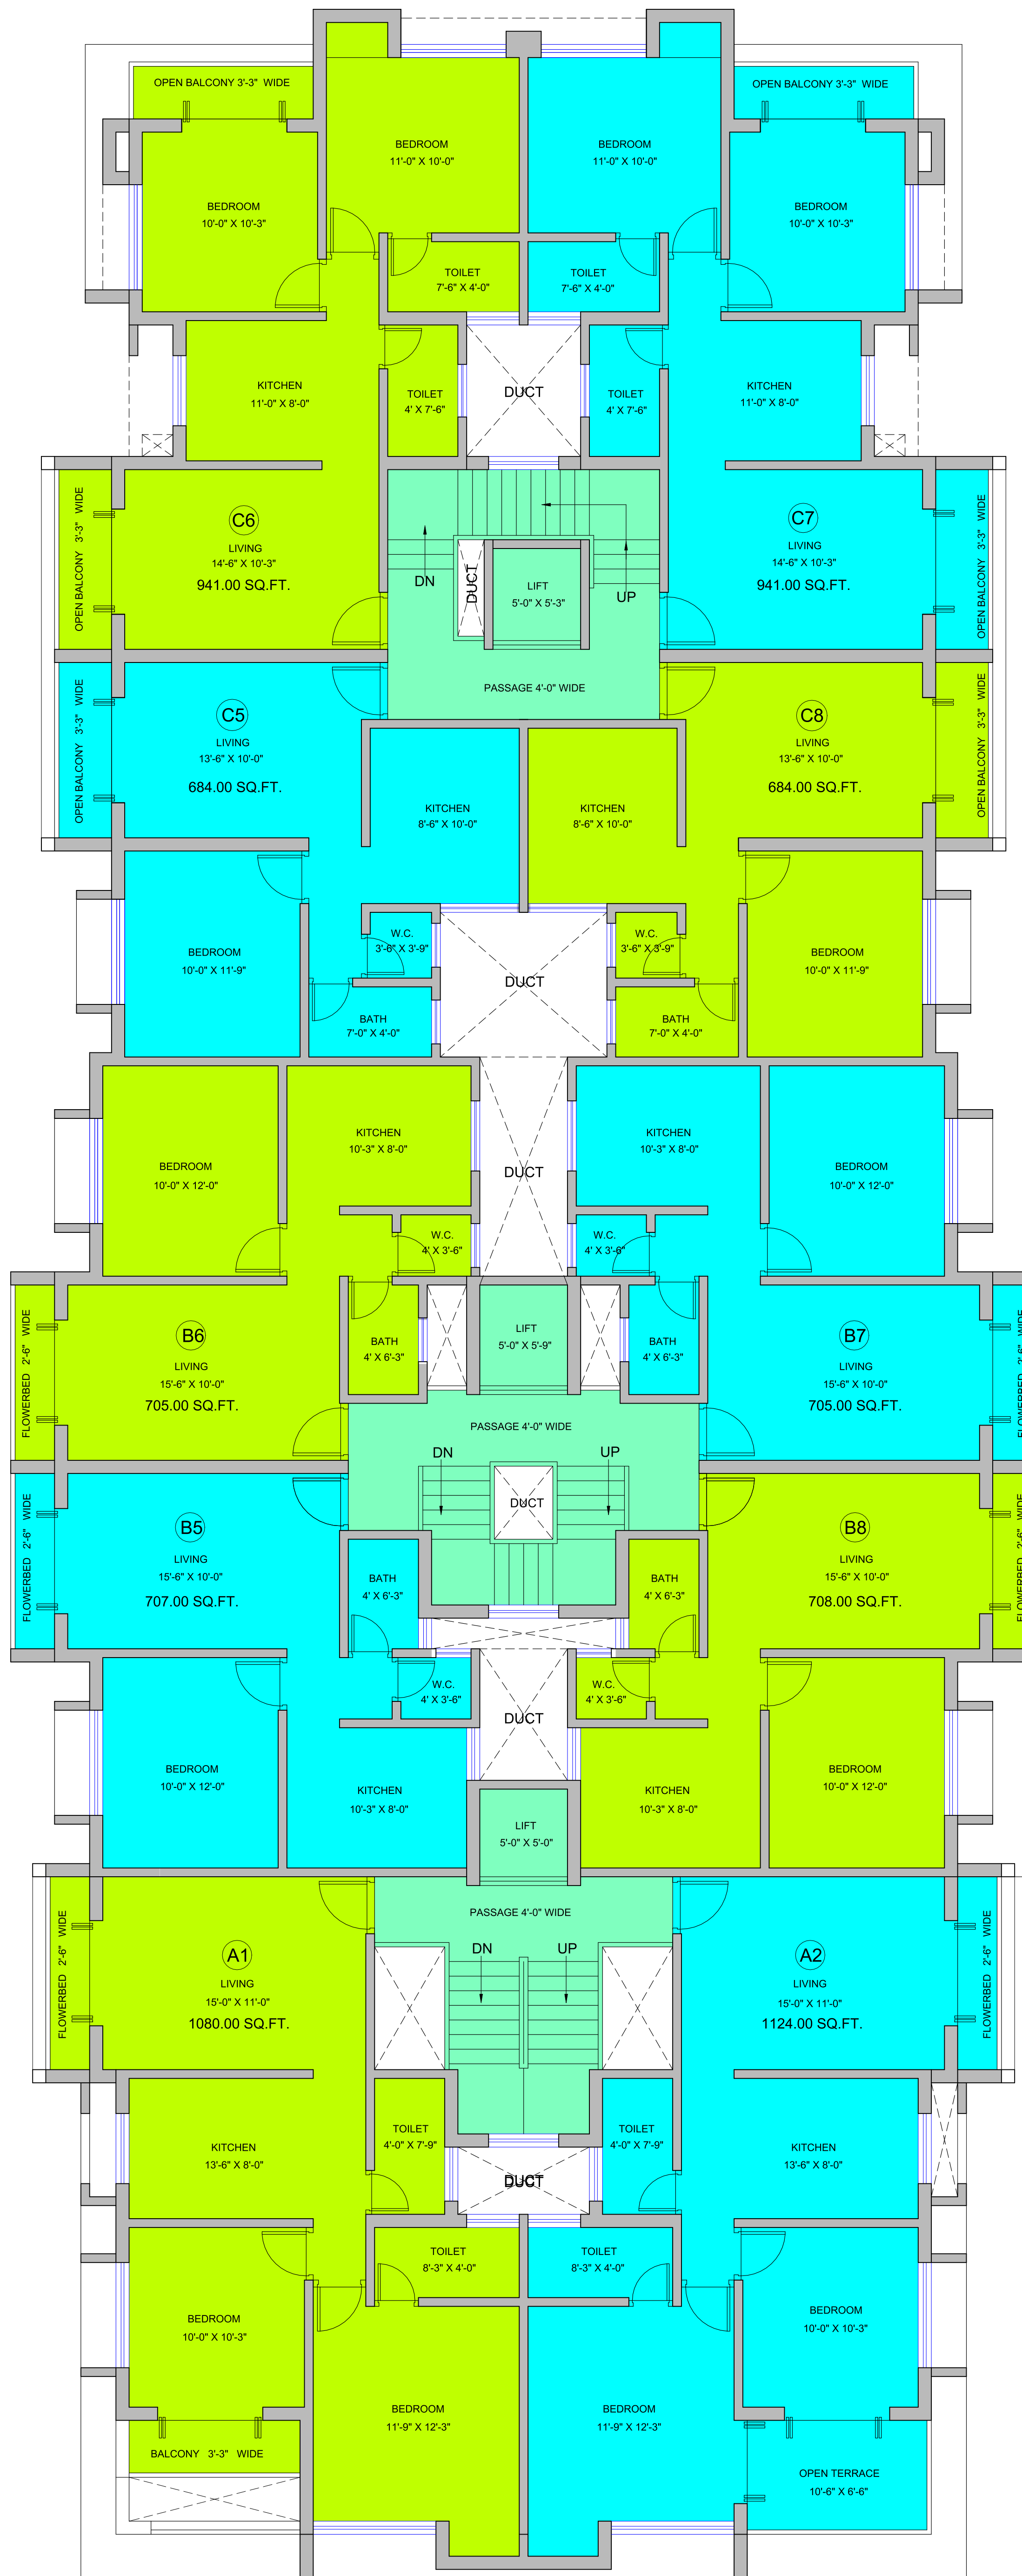 OPEN BALCONY 3'-3" WIDE
OPEN BALCONY 3'-3" WIDE
BEDROOM
11'-0" X 10'-0"
BEDROOM
11'-0" X 10'-0"
BEDROOM
10'-0" X 10'-3"
BEDROOM
10'-0" X 10'-3"
TOILET
7'-6" X 4'-0"
TOILET
7'-6" X 4'-0"
KITCHEN
11'-0" X 8'-0"
TOILET
4' X 7'-6"
DUCT
TOILET
4' X 7'-6"
KITCHEN
11'-0" X 8'-0"
OPEN BALCONY 3'-3" WIDE
C6
LIVING
14'-6" X 10'-3"
941.00 SQ.FT.
DN
DUCT
LIFT
5'-0" X 5'-3"
UP
C7
LIVING
14'-6" X 10'-3"
941.00 SQ.FT.
OPEN BALCONY 3'-3" WIDE
PASSAGE 4'-0" WIDE
OPEN BALCONY 3'-3" WIDE
C5
LIVING
13'-6" X 10'-0"
684.00 SQ.FT.
C8
LIVING
13'-6" X 10'-0"
684.00 SQ.FT.
OPEN BALCONY 3'-3" WIDE
KITCHEN
8'-6" X 10'-0"
KITCHEN
8'-6" X 10'-0"
BEDROOM
10'-0" X 11'-9"
W.C.
3'-6" X 3'-9"
DUCT
W.C.
3'-6" X 3'-9"
BEDROOM
10'-0" X 11'-9"
BATH
7'-0" X 4'-0"
BATH
7'-0" X 4'-0"
BEDROOM
10'-0" X 12'-0"
KITCHEN
10'-3" X 8'-0"
DUCT
KITCHEN
10'-3" X 8'-0"
BEDROOM
10'-0" X 12'-0"
W.C.
4' X 3'-6"
W.C.
4' X 3'-6"
FLOWERBED 2'-6" WIDE
B6
LIVING
15'-6" X 10'-0"
705.00 SQ.FT.
BATH
4' X 6'-3"
LIFT
5'-0" X 5'-9"
BATH
4' X 6'-3"
B7
LIVING
15'-6" X 10'-0"
705.00 SQ.FT.
FLOWERBED 2'-6" WIDE
PASSAGE 4'-0" WIDE
DN
UP
DUCT
FLOWERBED 2'-6" WIDE
B5
LIVING
15'-6" X 10'-0"
707.00 SQ.FT.
BATH
4' X 6'-3"
BATH
4' X 6'-3"
B8
LIVING
15'-6" X 10'-0"
708.00 SQ.FT.
FLOWERBED 2'-6" WIDE
W.C.
4' X 3'-6"
DUCT
W.C.
4' X 3'-6"
BEDROOM
10'-0" X 12'-0"
KITCHEN
10'-3" X 8'-0"
KITCHEN
10'-3" X 8'-0"
BEDROOM
10'-0" X 12'-0"
LIFT
5'-0" X 5'-0"
PASSAGE 4'-0" WIDE
FLOWERBED 2'-6" WIDE
A1
LIVING
15'-0" X 11'-0"
1080.00 SQ.FT.
DN
UP
A2
LIVING
15'-0" X 11'-0"
1124.00 SQ.FT.
FLOWERBED 2'-6" WIDE
KITCHEN
13'-6" X 8'-0"
TOILET
4'-0" X 7'-9"
TOILET
4'-0" X 7'-9"
KITCHEN
13'-6" X 8'-0"
DUCT
TOILET
8'-3" X 4'-0"
TOILET
8'-3" X 4'-0"
BEDROOM
10'-0" X 10'-3"
BEDROOM
10'-0" X 10'-3"
BEDROOM
11'-9" X 12'-3"
BEDROOM
11'-9" X 12'-3"
BALCONY 3'-3" WIDE
OPEN TERRACE
10'-6" X 6'-6"